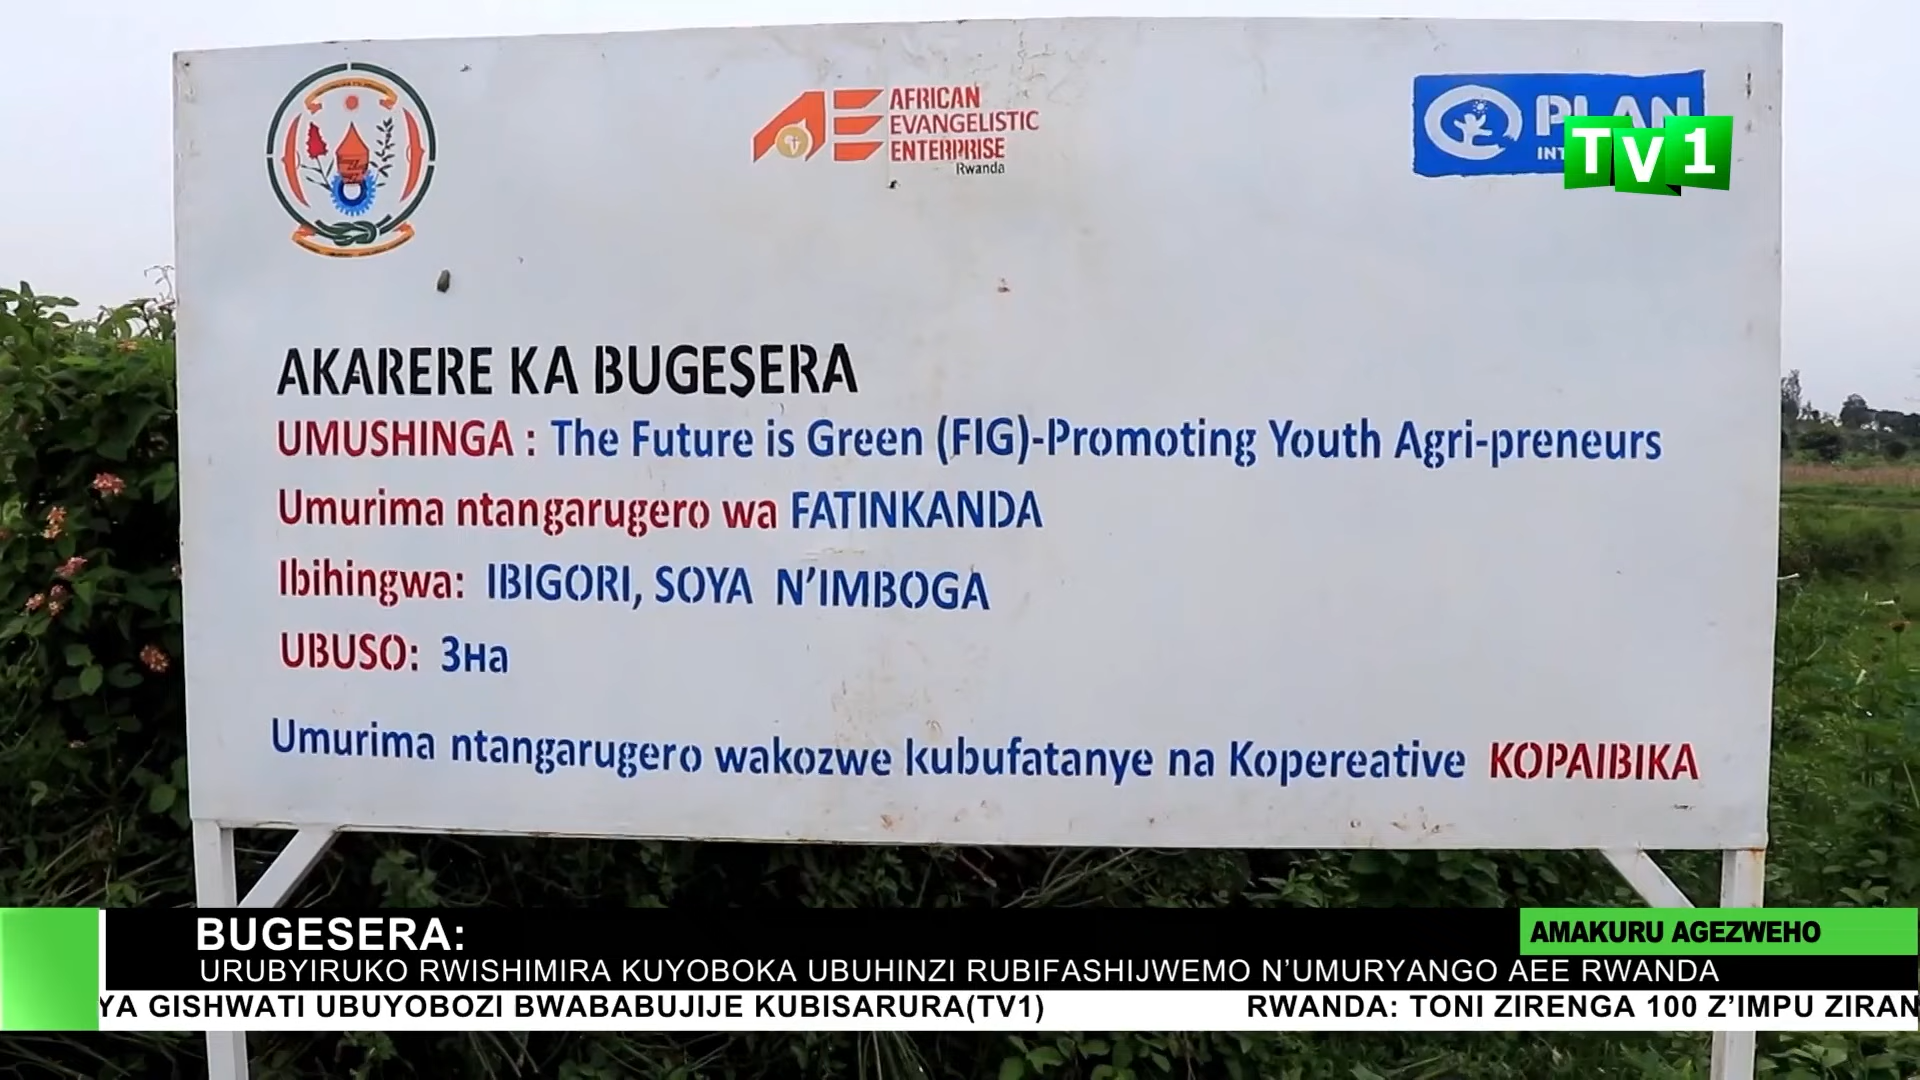 AFRICAN
EVANGELISTIC
ENTERPRISE
Rwanda
PLAN
TV1
AKARERE KA BUGESERA
UMUSHINGA : The Future is Green (FIG)-Promoting Youth Agri-preneurs
Umurima ntangarugero wa FATINKANDA
Ibihingwa: IBIGORI, SOYA N'IMBOGA
UBUSO: 3Ha
Umurima ntangarugero wakozwe kubufatanye na Kopereative KOPAIBIKA
BUGESERA:
AMAKURU AGEZWEHO
URUBYIRUKO RWISHIMIRA KUYOBOKA UBUHINZI RUBIFASHIJWEMO N'UMURYANGO AEE RWANDA
YA GISHWATI UBUYOBOZI BWABABUJIJE KUBISARURA(TV1) RWANDA: TONI ZIRENGA 100 Z'IMPU ZIRAN